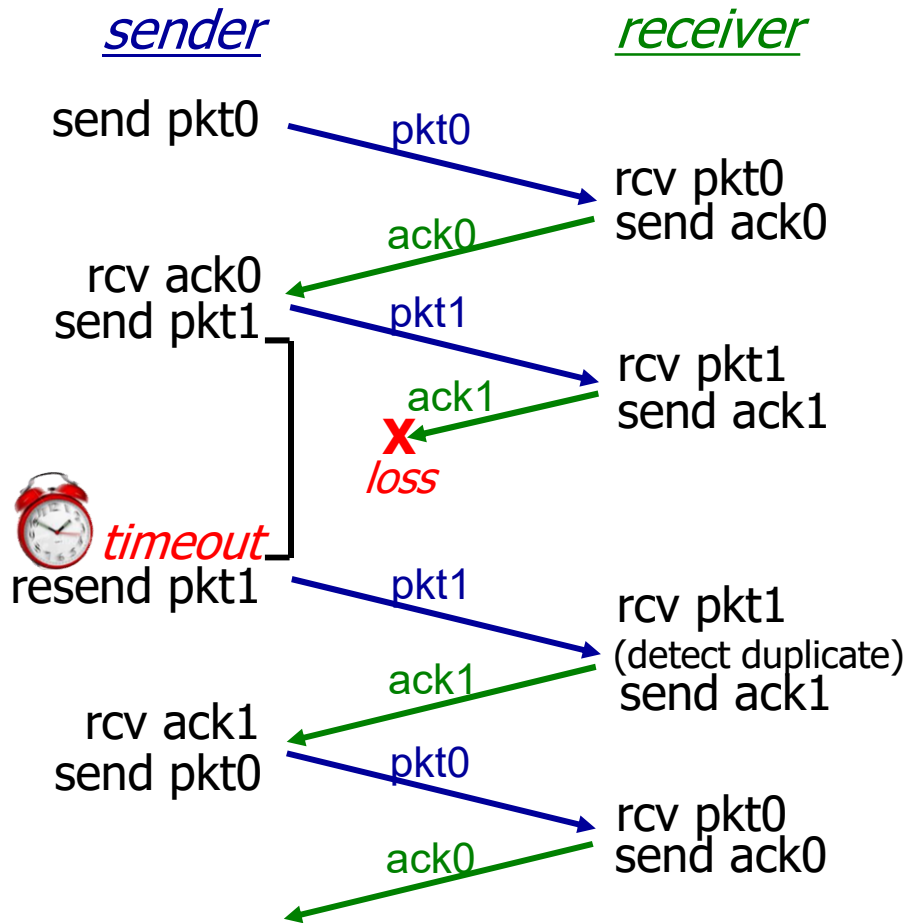 sender
receiver
send pkt0
pkt0
rcv pkt0
send ack0
ack0
rcv ack0
send pkt1
pkt1
rcv pkt1
send ack1
ack1
X
loss
timeout
resend pkt1
pkt1
rcv pkt1
(detect duplicate)
send ack1
ack1
rcv ack1
send pkt0
pkt0
rcv pkt0
send ack0
ack0